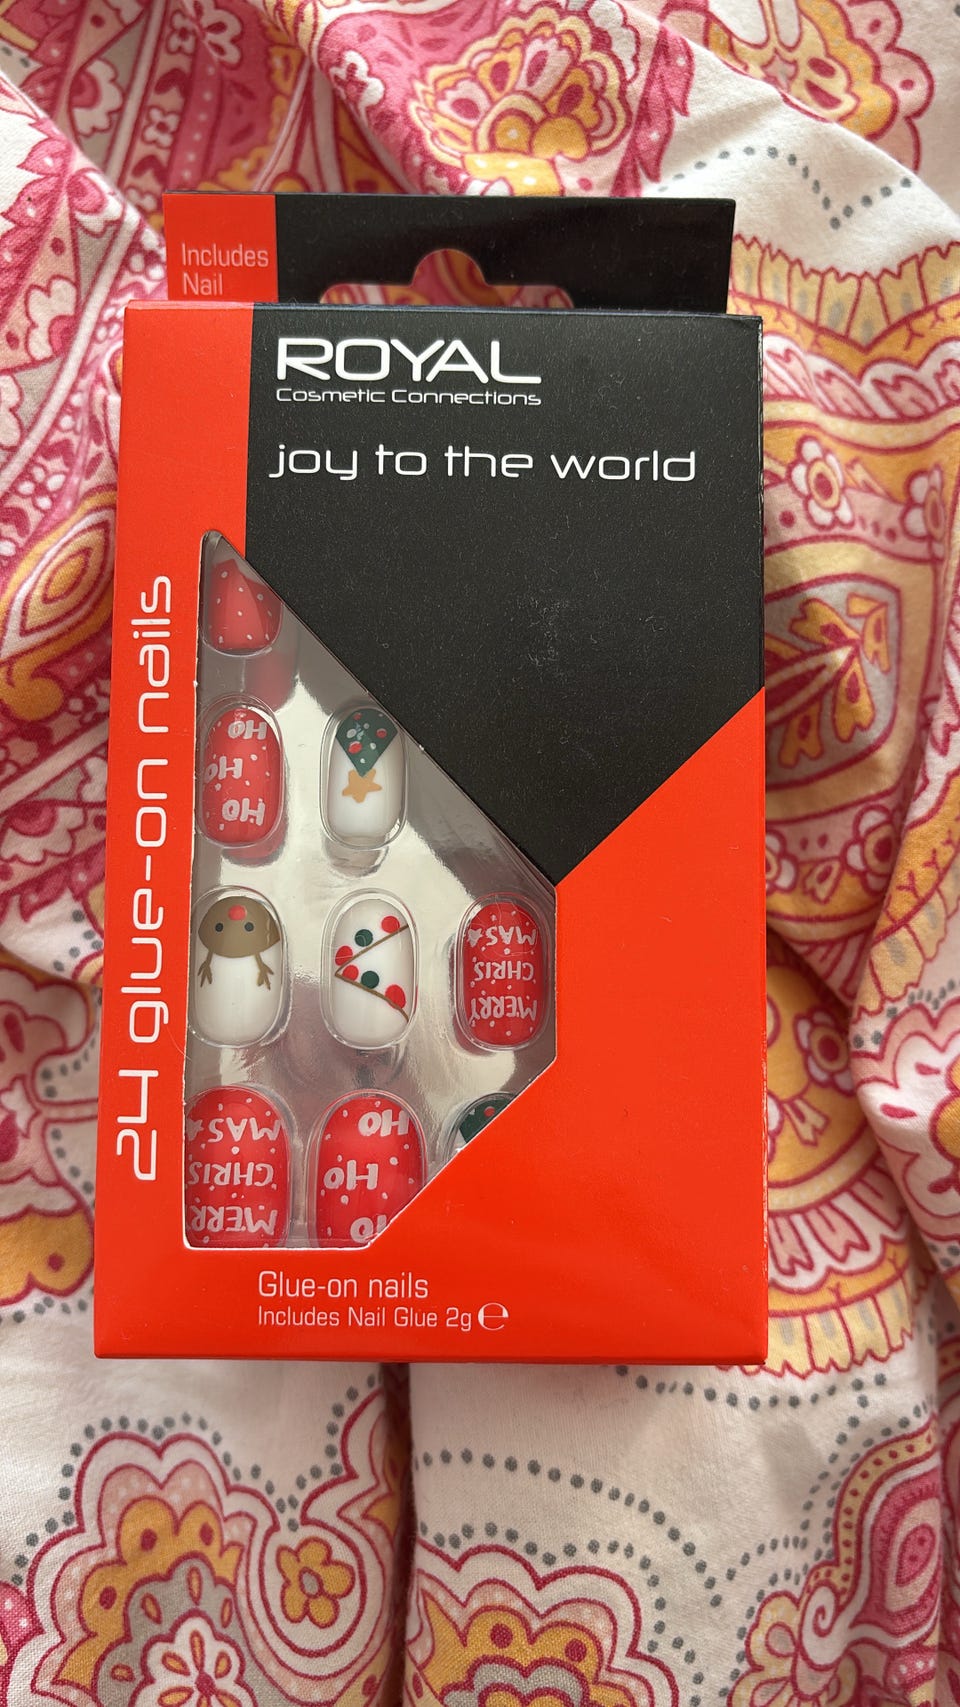 Includes
Nail
ROYAL
Cosmetic Connections
joy to the world
24 glue-on nails
HO
HO
HO
MERRY
CHRIS
MAS
MERRY
CHRIS
MAS
HO
HO
HO
Glue-on nails
Includes Nail Glue 2g ℮